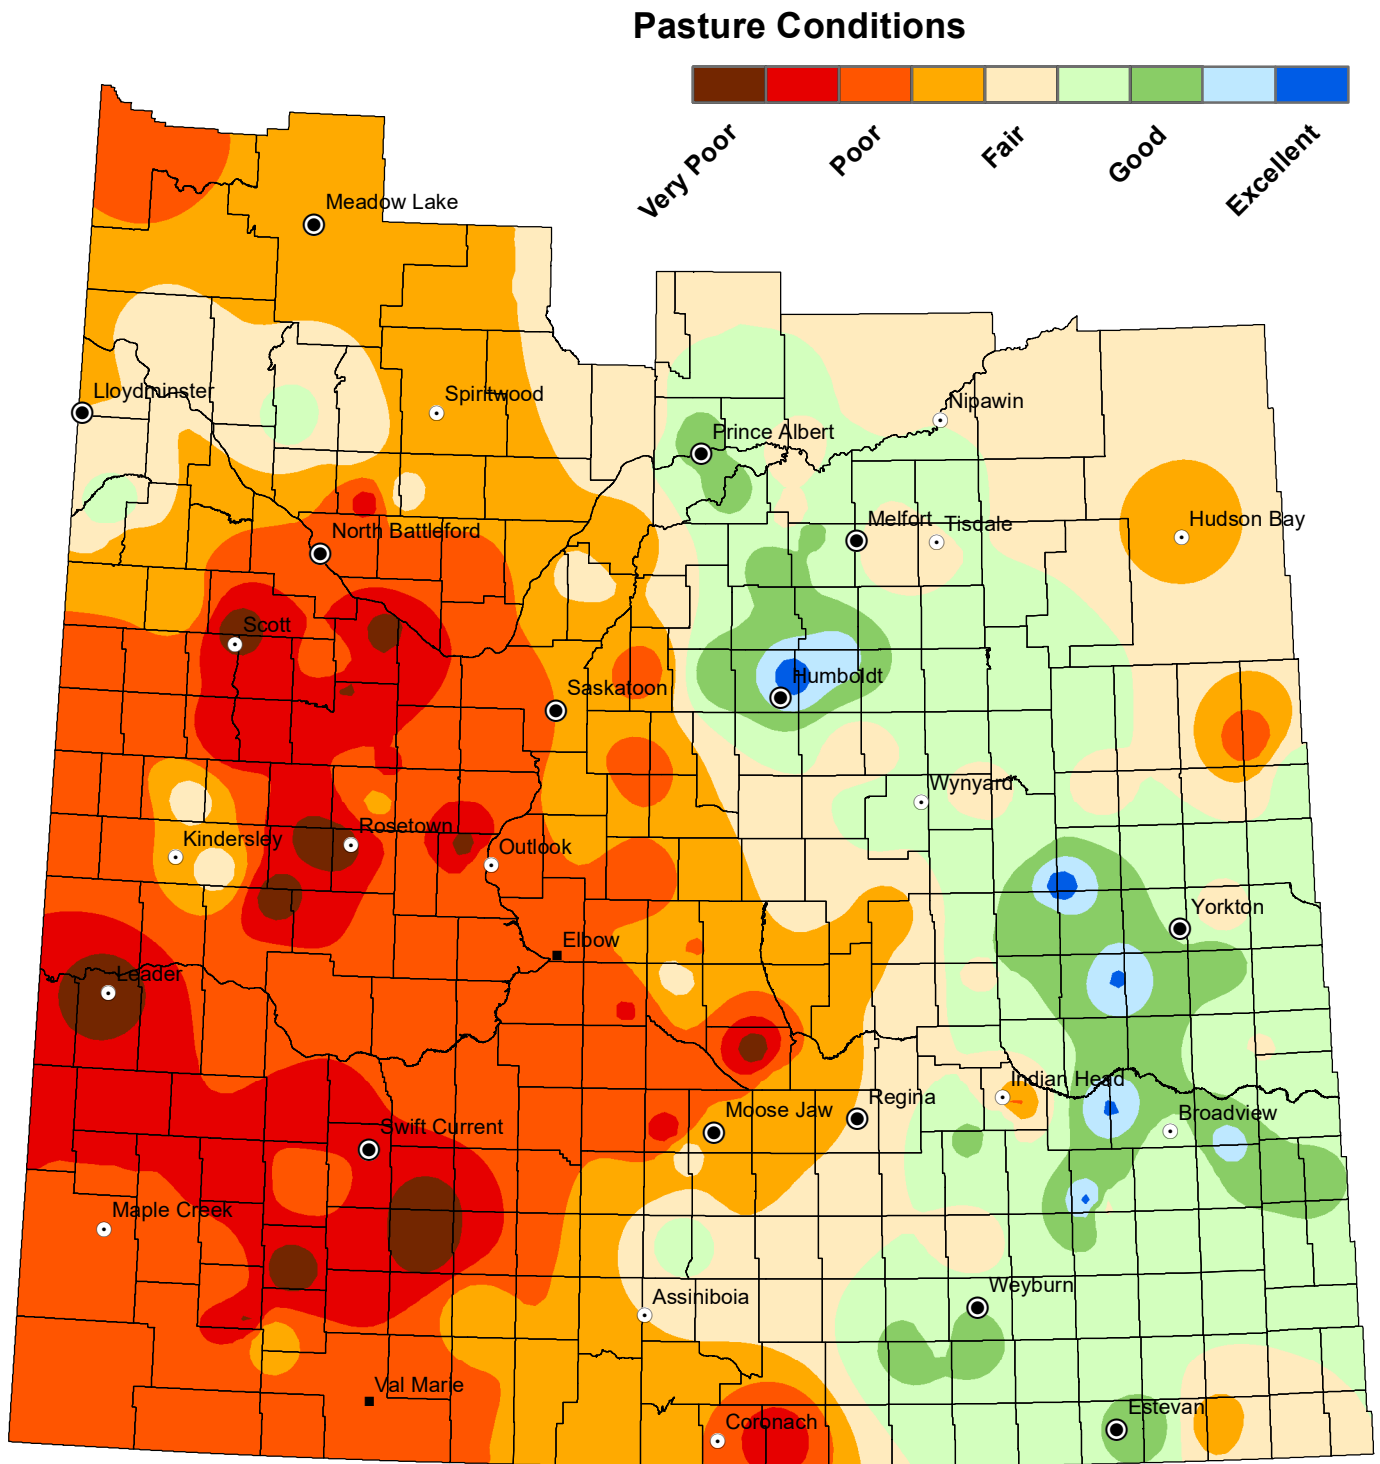 Pasture Conditions
Very Poor
Poor
Fair
Good
Excellent
Meadow Lake
Lloydminster
Spiritwood
Nipawin
Prince Albert
Hudson Bay
Melfort
Tisdale
North Battleford
Scott
Humboldt
Saskatoon
Wynyard
Rosetown
Kindersley
Outlook
Yorkton
Elbow
Leader
Indian Head
Regina
Moose Jaw
Broadview
Swift Current
Maple Creek
Weyburn
Assiniboia
Val Marie
Estevan
Coronach